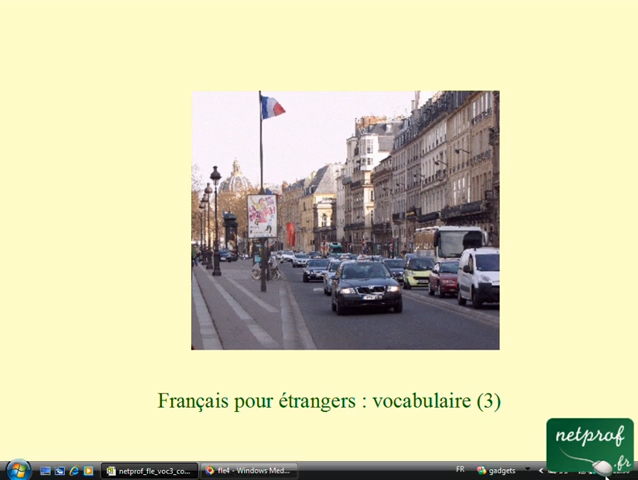 Français pour étrangers : vocabulaire (3)
netprof
.fr
netprof_fle_voc3_co...
fle4 - Windows Med...
FR
gadgets